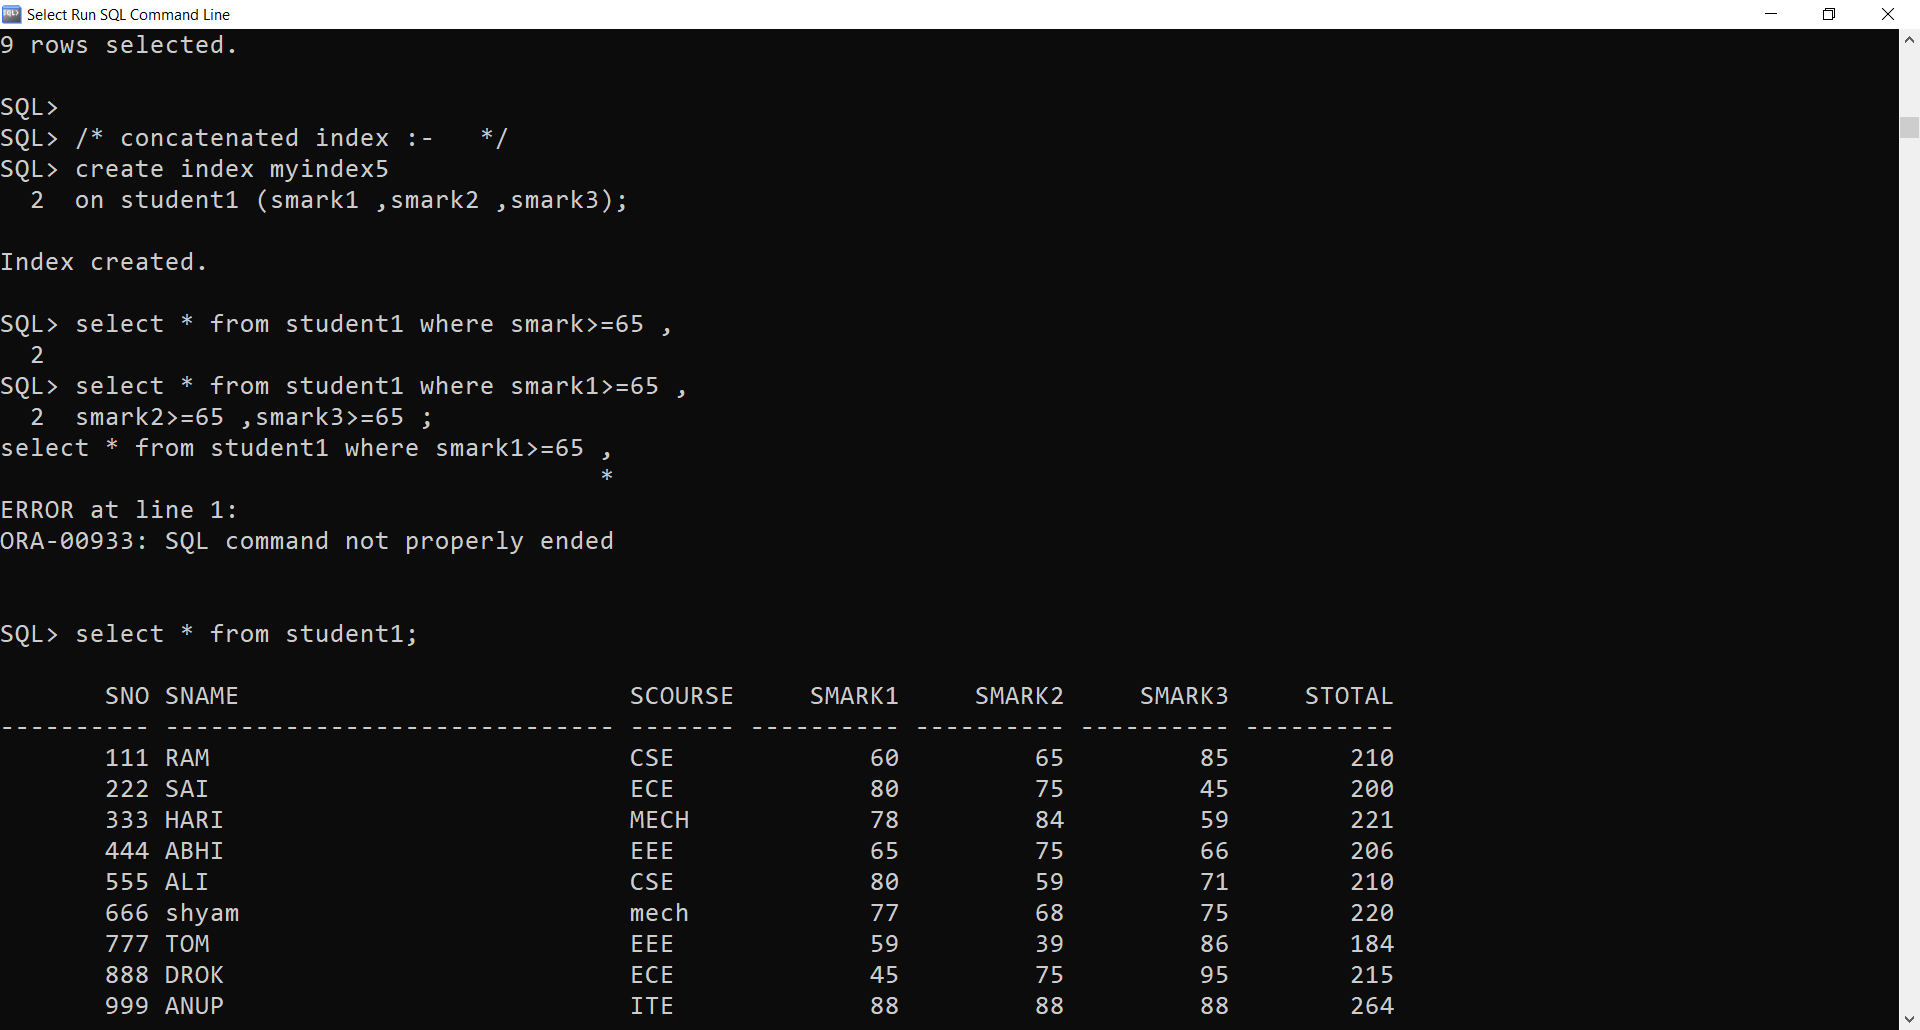 Select Run SQL Command Line
9 rows selected.
SQL>
SQL> /* concatenated index :-   */
SQL> create index myindex5
  2  on student1 (smark1 ,smark2 ,smark3);
Index created.
SQL> select * from student1 where smark>=65 ,
  2
SQL> select * from student1 where smark1>=65 ,
  2  smark2>=65 ,smark3>=65 ;
select * from student1 where smark1>=65 ,
                                        *
ERROR at line 1:
ORA-00933: SQL command not properly ended
SQL> select * from student1;
       SNO SNAME                          SCOURSE     SMARK1     SMARK2     SMARK3     STOTAL
---------- ------------------------------ ------- ---------- ---------- ---------- ----------
       111 RAM                            CSE             60         65         85        210
       222 SAI                            ECE             80         75         45        200
       333 HARI                           MECH            78         84         59        221
       444 ABHI                           EEE             65         75         66        206
       555 ALI                            CSE             80         59         71        210
       666 shyam                          mech            77         68         75        220
       777 TOM                            EEE             59         39         86        184
       888 DROK                           ECE             45         75         95        215
       999 ANUP                           ITE             88         88         88        264